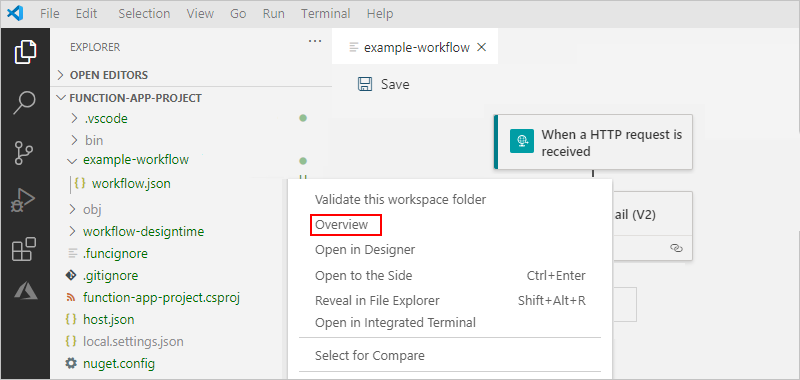 File Edit Selection View Go Run Terminal Help
EXPLORER
OPEN EDITORS
FUNCTION-APP-PROJECT
.vscode
bin
example-workflow
workflow.json
obj
workflow-designtime
.funcignore
.gitignore
function-app-project.csproj
host.json
local.settings.json
nuget.config
example-workflow
Save
When a HTTP request is
received
ail (V2)
Validate this workspace folder
Overview
Open in Designer
Open to the Side Ctrl+Enter
Reveal in File Explorer Shift+Alt+R
Open in Integrated Terminal
Select for Compare